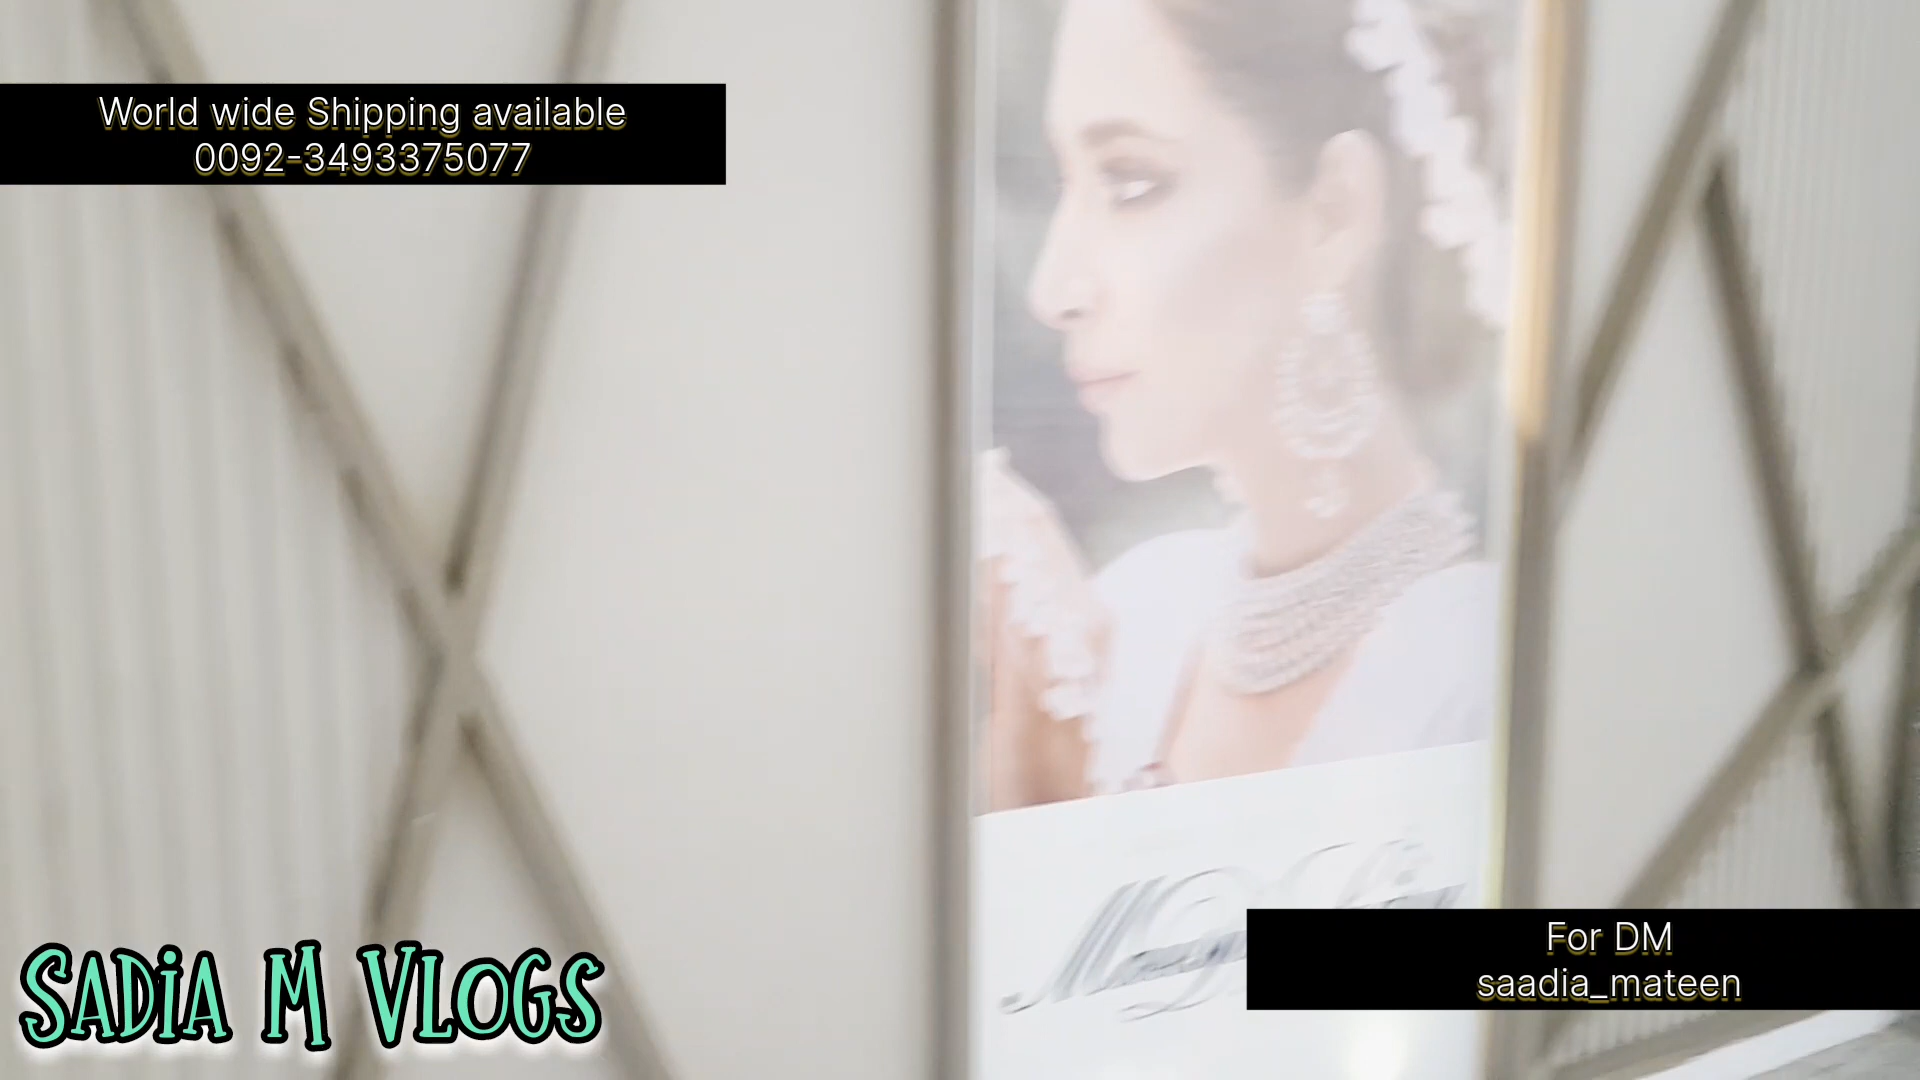 World wide Shipping available
0092-3493375077
For DM
saadia_mateen
SADiA M VLOGS